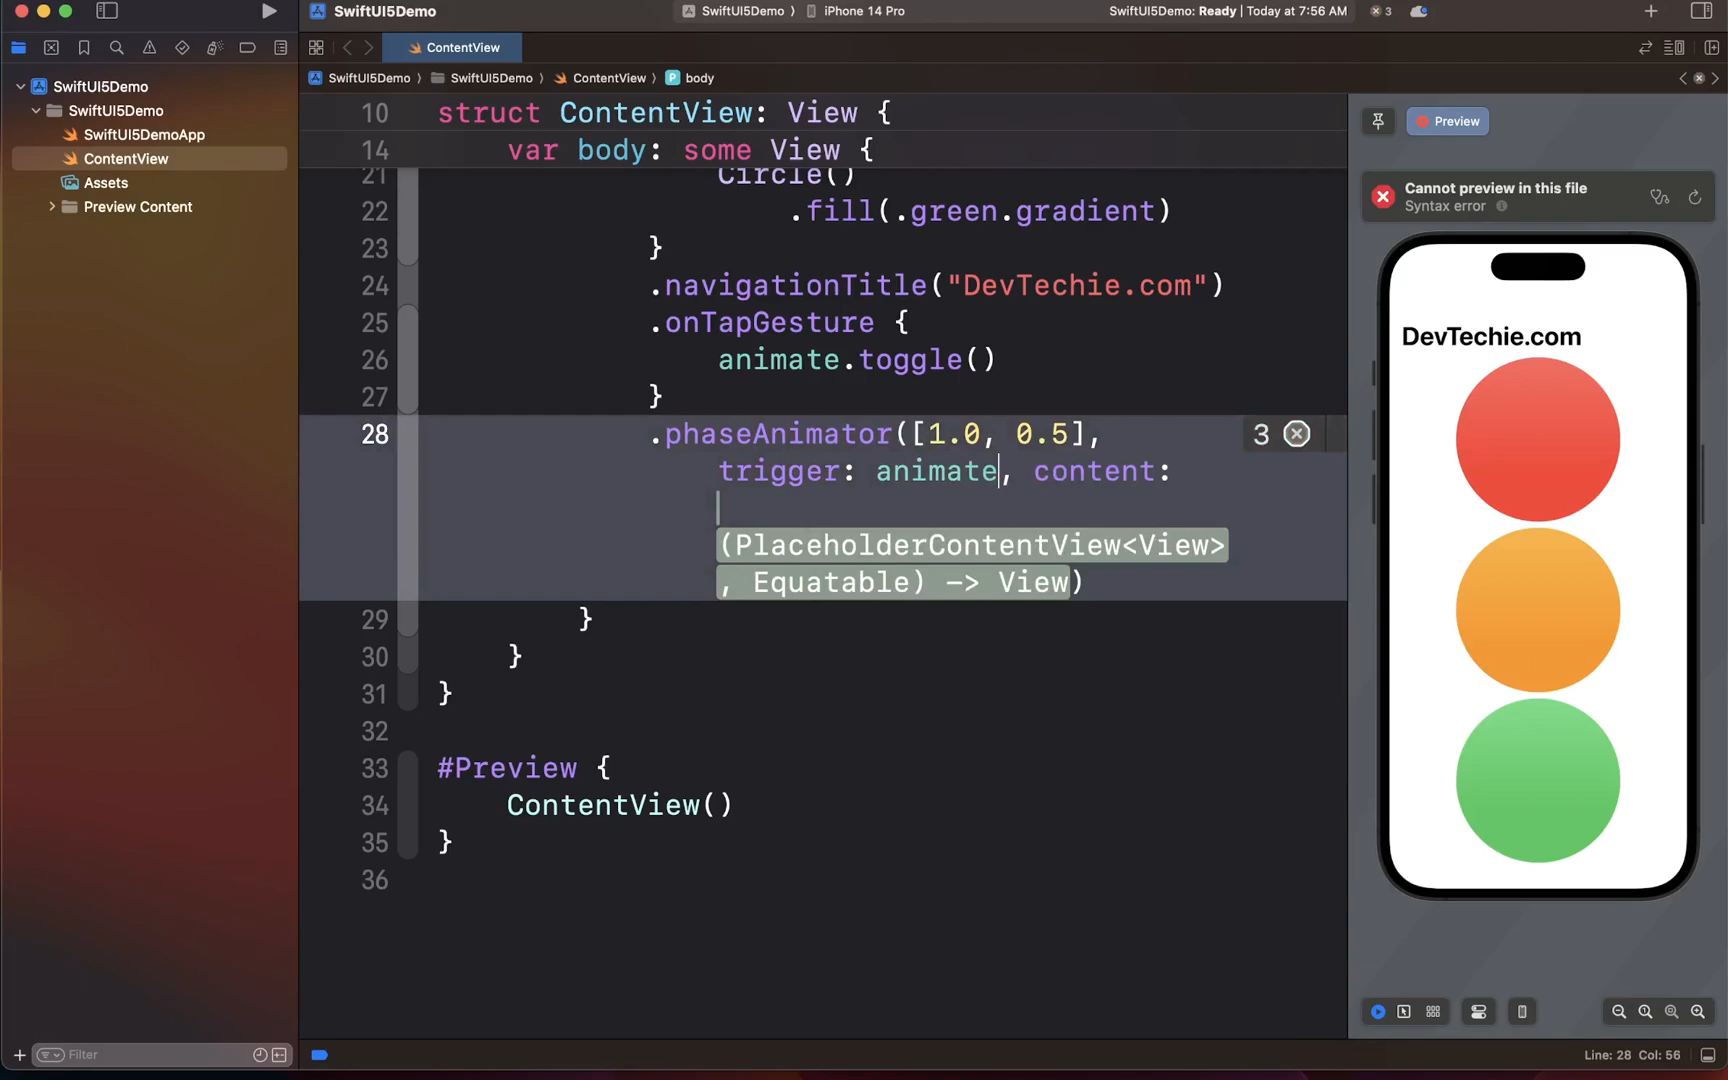 SwiftUI5Demo
SwiftUI5Demo
iPhone 14 Pro
SwiftUI5Demo: Ready | Today at 7:56 AM
3
ContentView
SwiftUI5Demo
SwiftUI5Demo
ContentView
P body
SwiftUI5Demo
SwiftUI5Demo
SwiftUI5DemoApp
ContentView
Assets
Preview Content
10 struct ContentView: View {
14 var body: some View {
21 Circle()
22 .fill(.green.gradient)
23 }
24 .navigationTitle("DevTechie.com")
25 .onTapGesture {
26 animate.toggle()
27 }
28 .phaseAnimator([1.0, 0.5], 3
trigger: animate, content:
(PlaceholderContentView<View>
, Equatable) -> View)
29 }
30 }
31 }
32
33 #Preview {
34 ContentView()
35 }
36
Preview
Cannot preview in this file
Syntax error
DevTechie.com
Filter
Line: 28 Col: 56